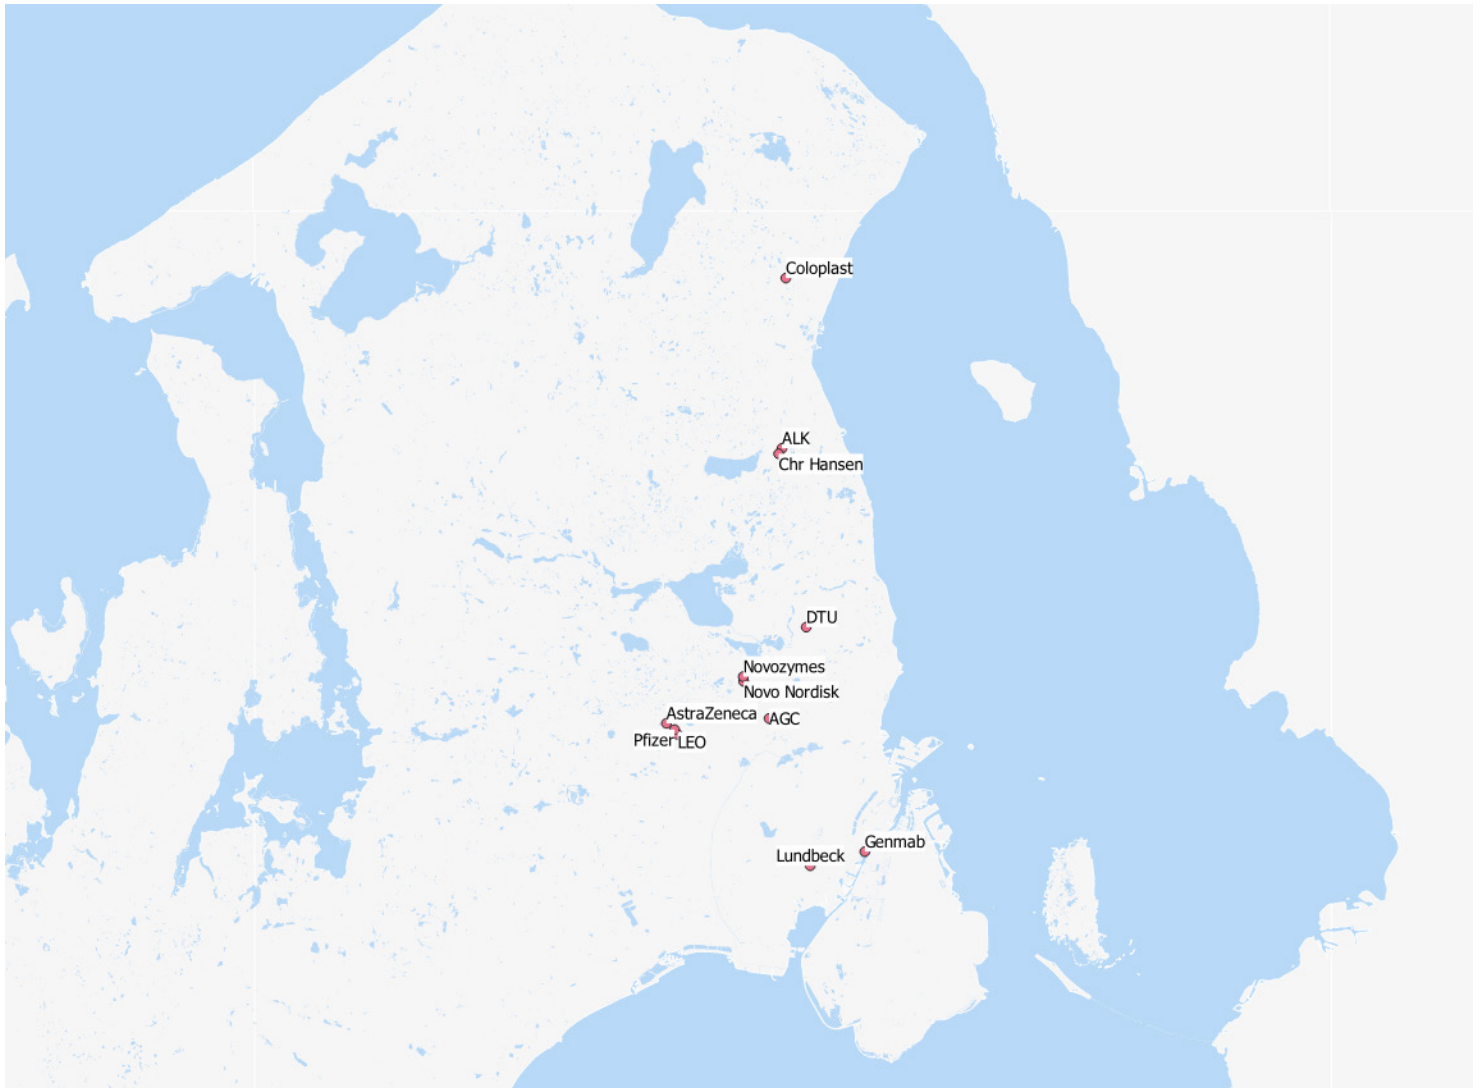 Coloplast
ALK
Chr Hansen
DTU
Novozymes
Novo Nordisk
AstraZeneca
AGC
Pfizer
LEO
Genmab
Lundbeck